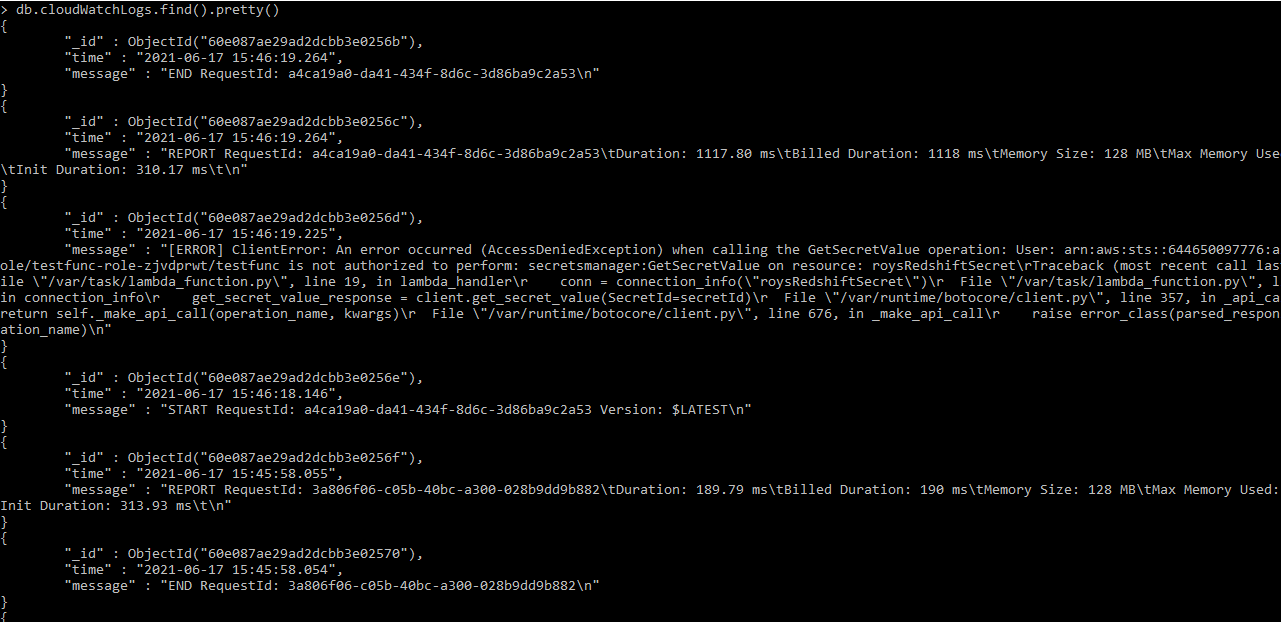 > db.cloudWatchLogs.find().pretty()
{
        "_id" : ObjectId("60e087ae29ad2dcbb3e0256b"),
        "time" : "2021-06-17 15:46:19.264",
        "message" : "END RequestId: a4ca19a0-da41-434f-8d6c-3d86ba9c2a53\n"
}
{
        "_id" : ObjectId("60e087ae29ad2dcbb3e0256c"),
        "time" : "2021-06-17 15:46:19.264",
        "message" : "REPORT RequestId: a4ca19a0-da41-434f-8d6c-3d86ba9c2a53\tDuration: 1117.80 ms\tBilled Duration: 1118 ms\tMemory Size: 128 MB\tMax Memory Use
\tInit Duration: 310.17 ms\t\n"
}
{
        "_id" : ObjectId("60e087ae29ad2dcbb3e0256d"),
        "time" : "2021-06-17 15:46:19.225",
        "message" : "[ERROR] ClientError: An error occurred (AccessDeniedException) when calling the GetSecretValue operation: User: arn:aws:sts::644650097776:a
ole/testfunc-role-zjvdprwt/testfunc is not authorized to perform: secretsmanager:GetSecretValue on resource: roysRedshiftSecret\rTraceback (most recent call las
ile \"/var/task/lambda_function.py\", line 19, in lambda_handler\r    conn = connection_info(\"roysRedshiftSecret\")\r  File \"/var/task/lambda_function.py\", l
in connection_info\r    get_secret_value_response = client.get_secret_value(SecretId=secretId)\r  File \"/var/runtime/botocore/client.py\", line 357, in _api_ca
return self._make_api_call(operation_name, kwargs)\r  File \"/var/runtime/botocore/client.py\", line 676, in _make_api_call\r    raise error_class(parsed_respon
ation_name)\n"
}
{
        "_id" : ObjectId("60e087ae29ad2dcbb3e0256e"),
        "time" : "2021-06-17 15:46:18.146",
        "message" : "START RequestId: a4ca19a0-da41-434f-8d6c-3d86ba9c2a53 Version: $LATEST\n"
}
{
        "_id" : ObjectId("60e087ae29ad2dcbb3e0256f"),
        "time" : "2021-06-17 15:45:58.055",
        "message" : "REPORT RequestId: 3a806f06-c05b-40bc-a300-028b9dd9b882\tDuration: 189.79 ms\tBilled Duration: 190 ms\tMemory Size: 128 MB\tMax Memory Used:
Init Duration: 313.93 ms\t\n"
}
{
        "_id" : ObjectId("60e087ae29ad2dcbb3e02570"),
        "time" : "2021-06-17 15:45:58.054",
        "message" : "END RequestId: 3a806f06-c05b-40bc-a300-028b9dd9b882\n"
}
{